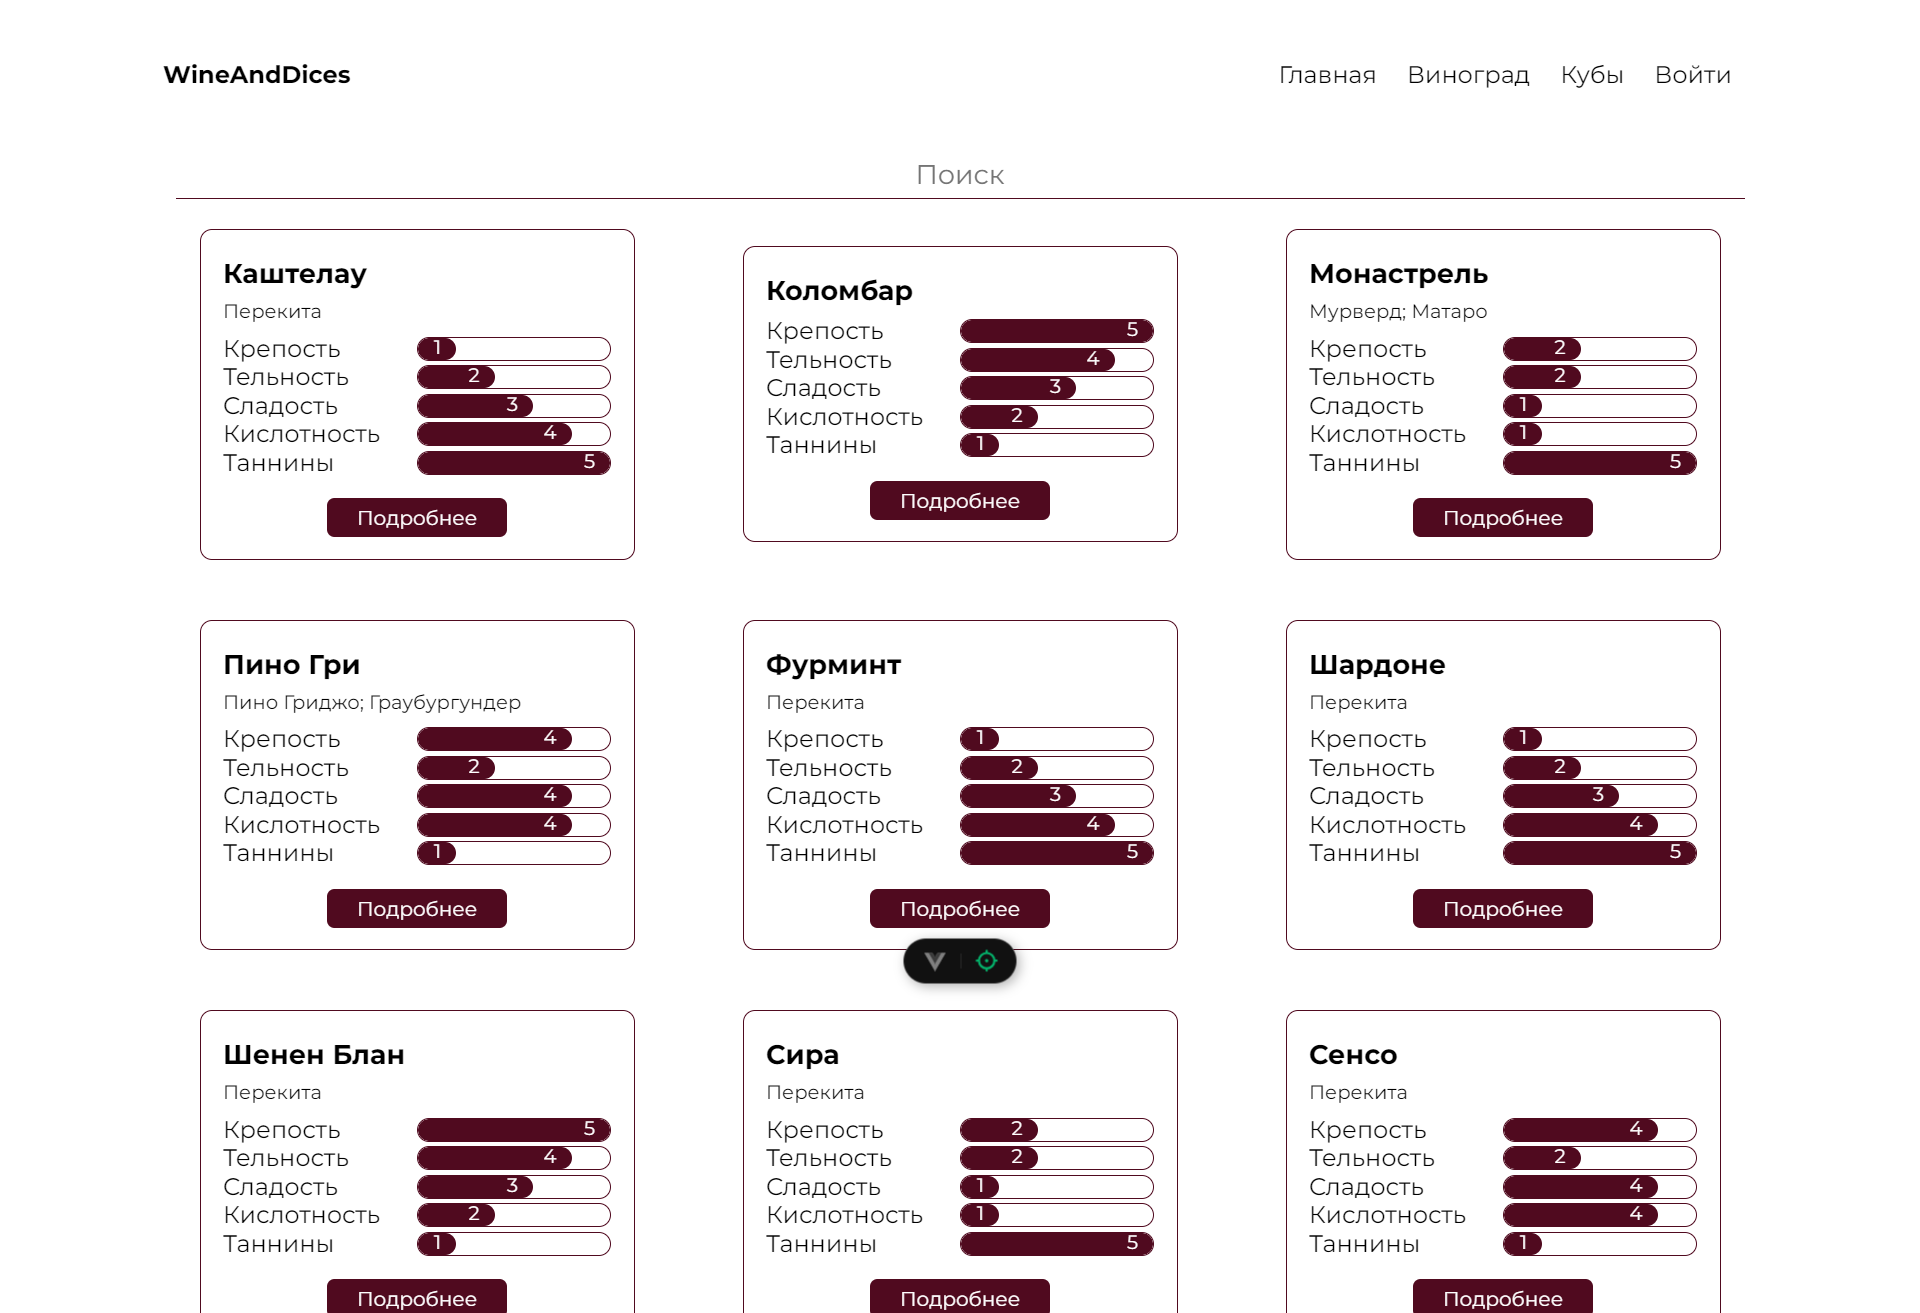 WineAndDices
Главная Виноград Кубы Войти
Поиск
Каштелау
Перекита
Крепость 1
Тельность 2
Сладость 3
Кислотность 4
Таннины 5
Подробнее
Коломбар
Крепость 5
Тельность 4
Сладость 3
Кислотность 2
Таннины 1
Подробнее
Монастрель
Мурверд; Матаро
Крепость 2
Тельность 2
Сладость 1
Кислотность 1
Таннины 5
Подробнее
Пино Гри
Пино Гриджо; Граубургундер
Крепость 4
Тельность 2
Сладость 4
Кислотность 4
Таннины 1
Подробнее
Фурминт
Перекита
Крепость 1
Тельность 2
Сладость 3
Кислотность 4
Таннины 5
Подробнее
Шардоне
Перекита
Крепость 1
Тельность 2
Сладость 3
Кислотность 4
Таннины 5
Подробнее
Шенен Блан
Перекита
Крепость 5
Тельность 4
Сладость 3
Кислотность 2
Таннины 1
Подробнее
Сира
Перекита
Крепость 2
Тельность 2
Сладость 1
Кислотность 1
Таннины 5
Подробнее
Сенсо
Перекита
Крепость 4
Тельность 2
Сладость 4
Кислотность 4
Таннины 1
Подробнее